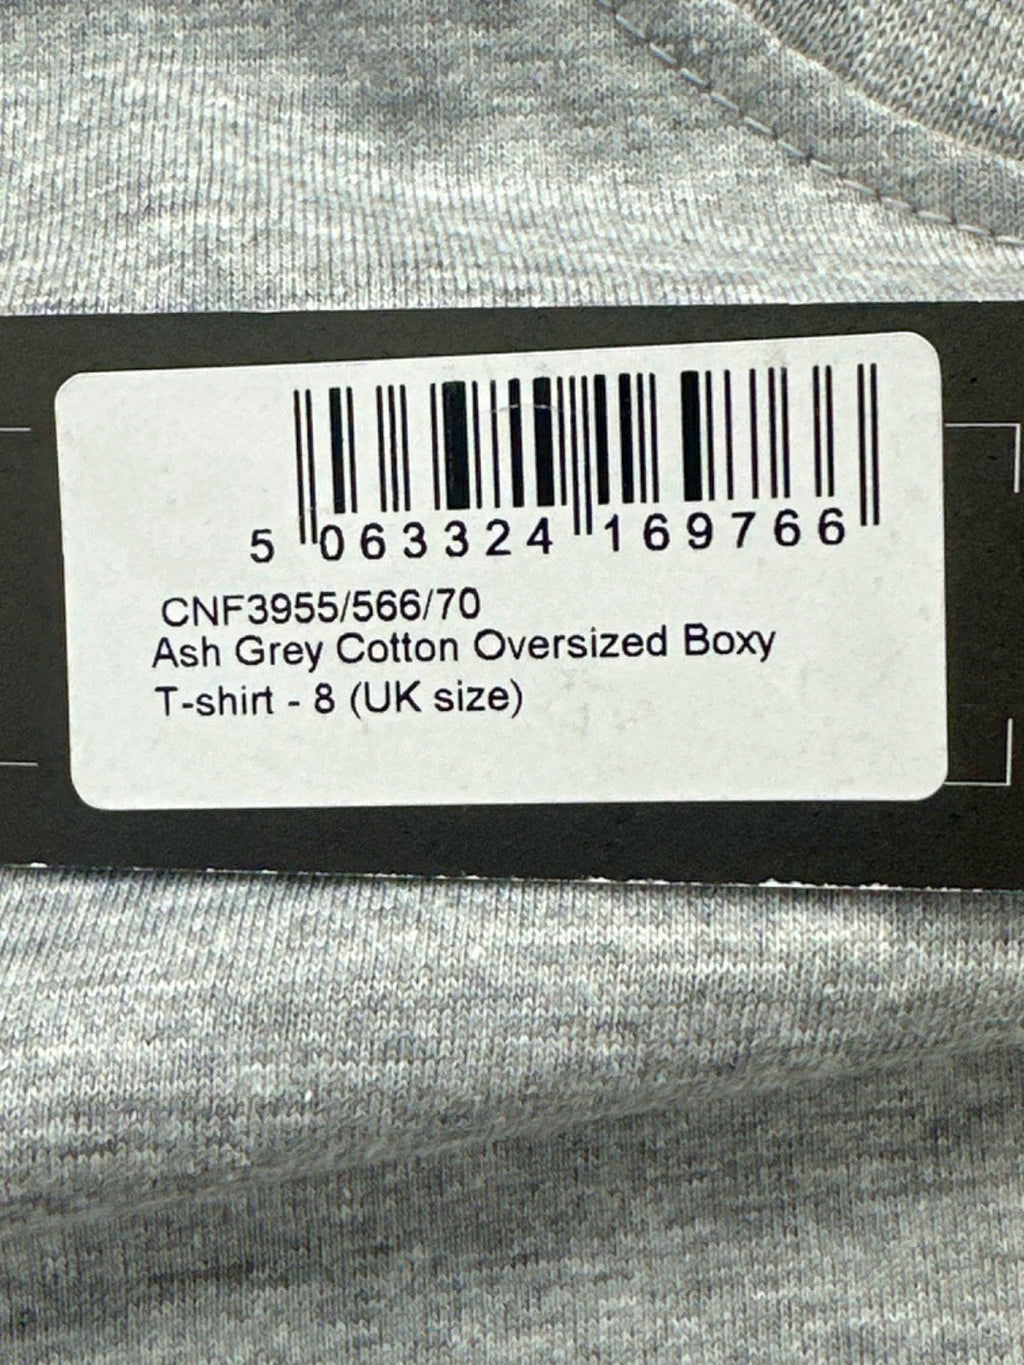 5 063324 169766
CNF3955/566/70
Ash Grey Cotton Oversized Boxy
T-shirt - 8 (UK size)